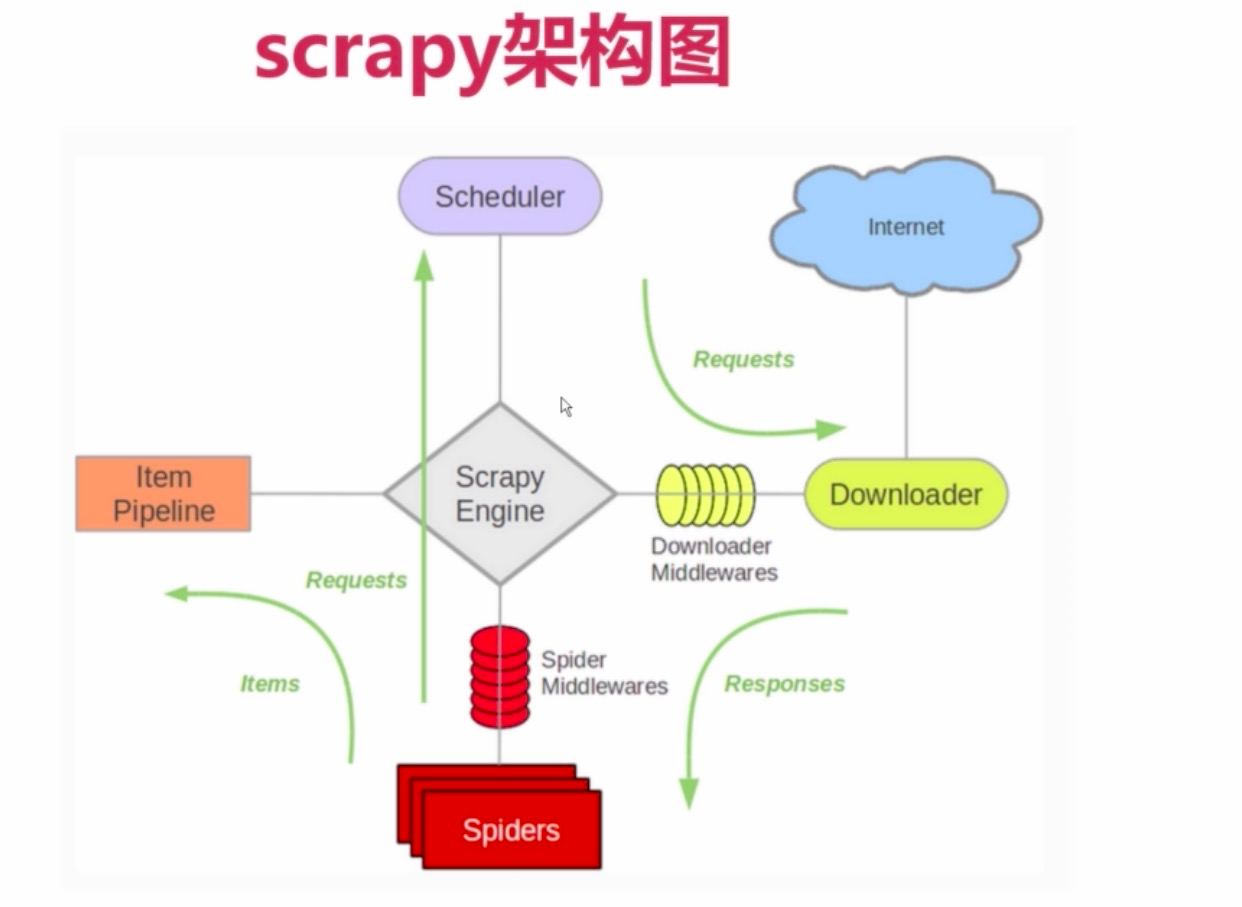 scrapy架构图
Scheduler
Internet
Requests
Item
Pipeline
Scrapy
Engine
Downloader
Downloader
Middlewares
Requests
Items
Spider
Middlewares
Responses
Spiders